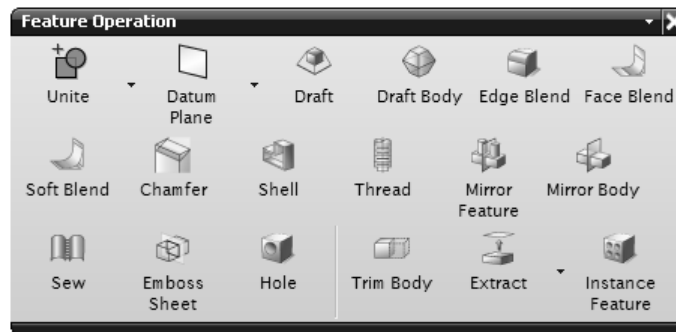 Feature Operation
Unite
Datum
Plane
Draft
Draft Body
Edge Blend
Face Blend
Soft Blend
Chamfer
Shell
Thread
Mirror
Feature
Mirror Body
Sew
Emboss
Sheet
Hole
Trim Body
Extract
Instance
Feature